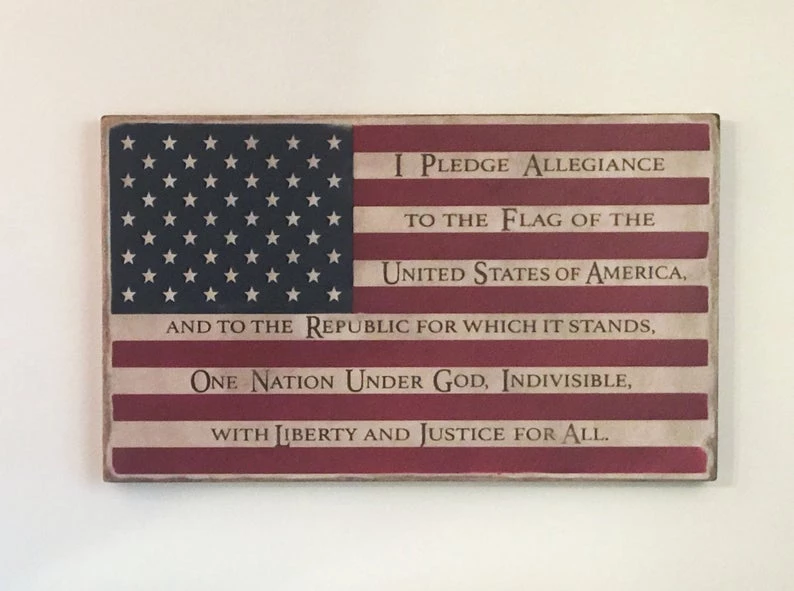 I Pledge Allegiance
to the Flag of the
United States of America,
and to the Republic for which it stands,
One Nation Under God, Indivisible,
with Liberty and Justice for All.